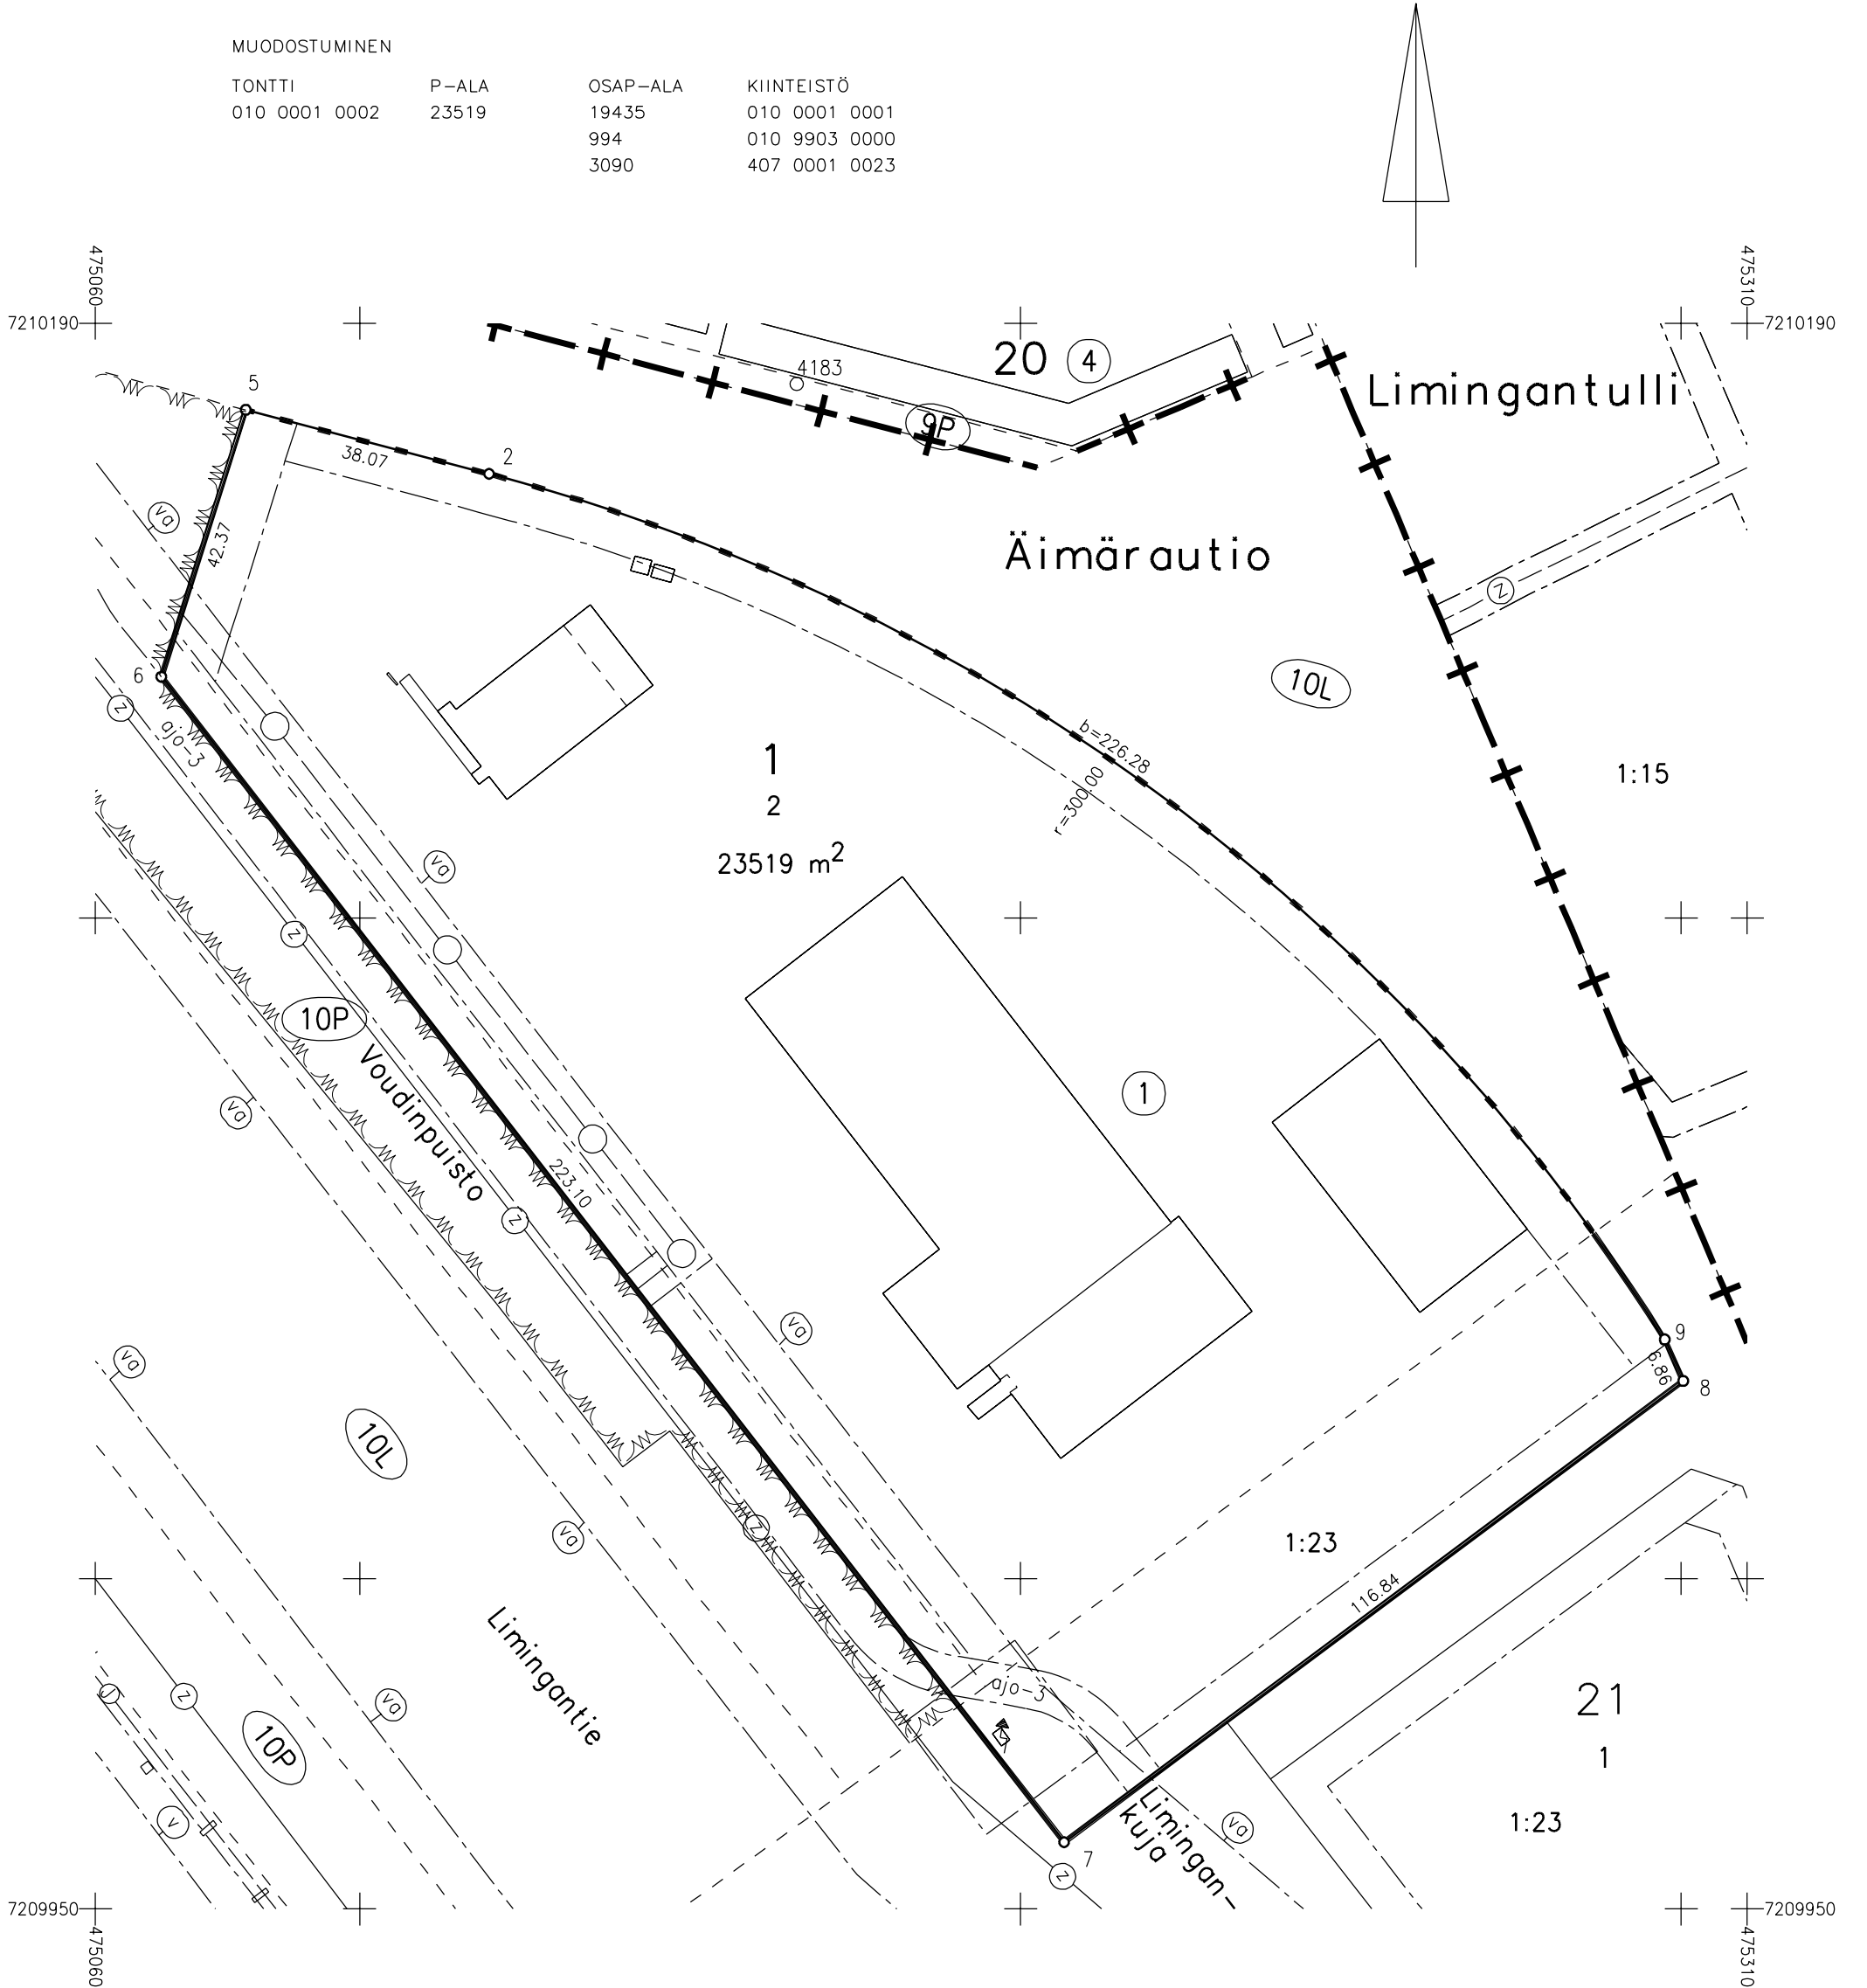 MUODOSTUMINEN
TONTTI P-ALA OSAP-ALA KIINTEISTÖ
010 0001 0002 23519 19435 010 0001 0001
994 010 9903 0000
3090 407 0001 0023
475060
475310
7210190
7210190
20 4
4183
Limingantulli
9P
5
2
38.07
va
42.37
Äimärautio
z
6
10L
z
ajo-3
b=226.28
r=300.00
1
1:15
2
23519 m2
va
z
10P
Voudinpuisto
va
1
223.10
z
va
9
6.86
8
va
10L
va
z
1:23
116.84
Limingantie
ajo-3
21
1
J
z
va
10P
v
Limingan-
kuja
va
1:23
7
z
7209950
7209950
475060
475310